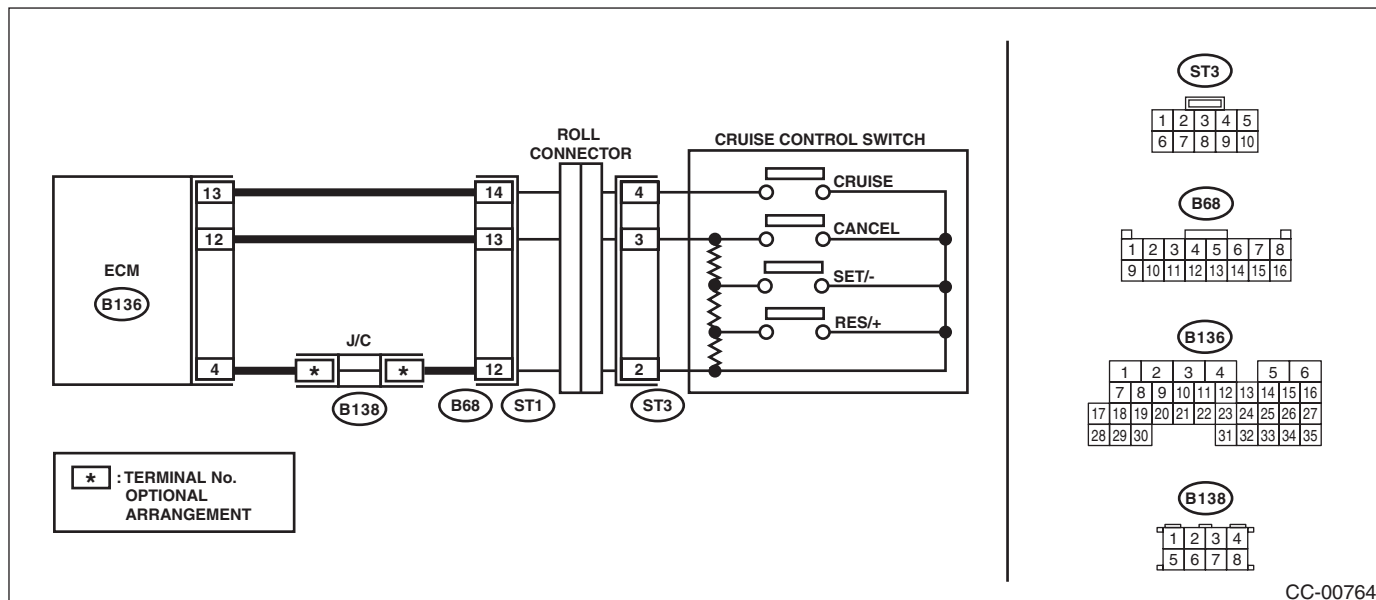 ROLL
CONNECTOR
CRUISE CONTROL SWITCH
13
14
4
CRUISE
12
13
3
CANCEL
ECM
B136
SET/-
RES/+
J/C
4
*
*
12
2
B138
B68
ST1
ST3
* : TERMINAL No.
OPTIONAL
ARRANGEMENT
ST3
1 2 3 4 5
6 7 8 9 10
B68
1 2 3 4 5 6 7 8
9 10 11 12 13 14 15 16
B136
1 2 3 4 5 6
7 8 9 10 11 12 13 14 15 16
17 18 19 20 21 22 23 24 25 26 27
28 29 30 31 32 33 34 35
B138
1 2 3 4
5 6 7 8
CC-00764